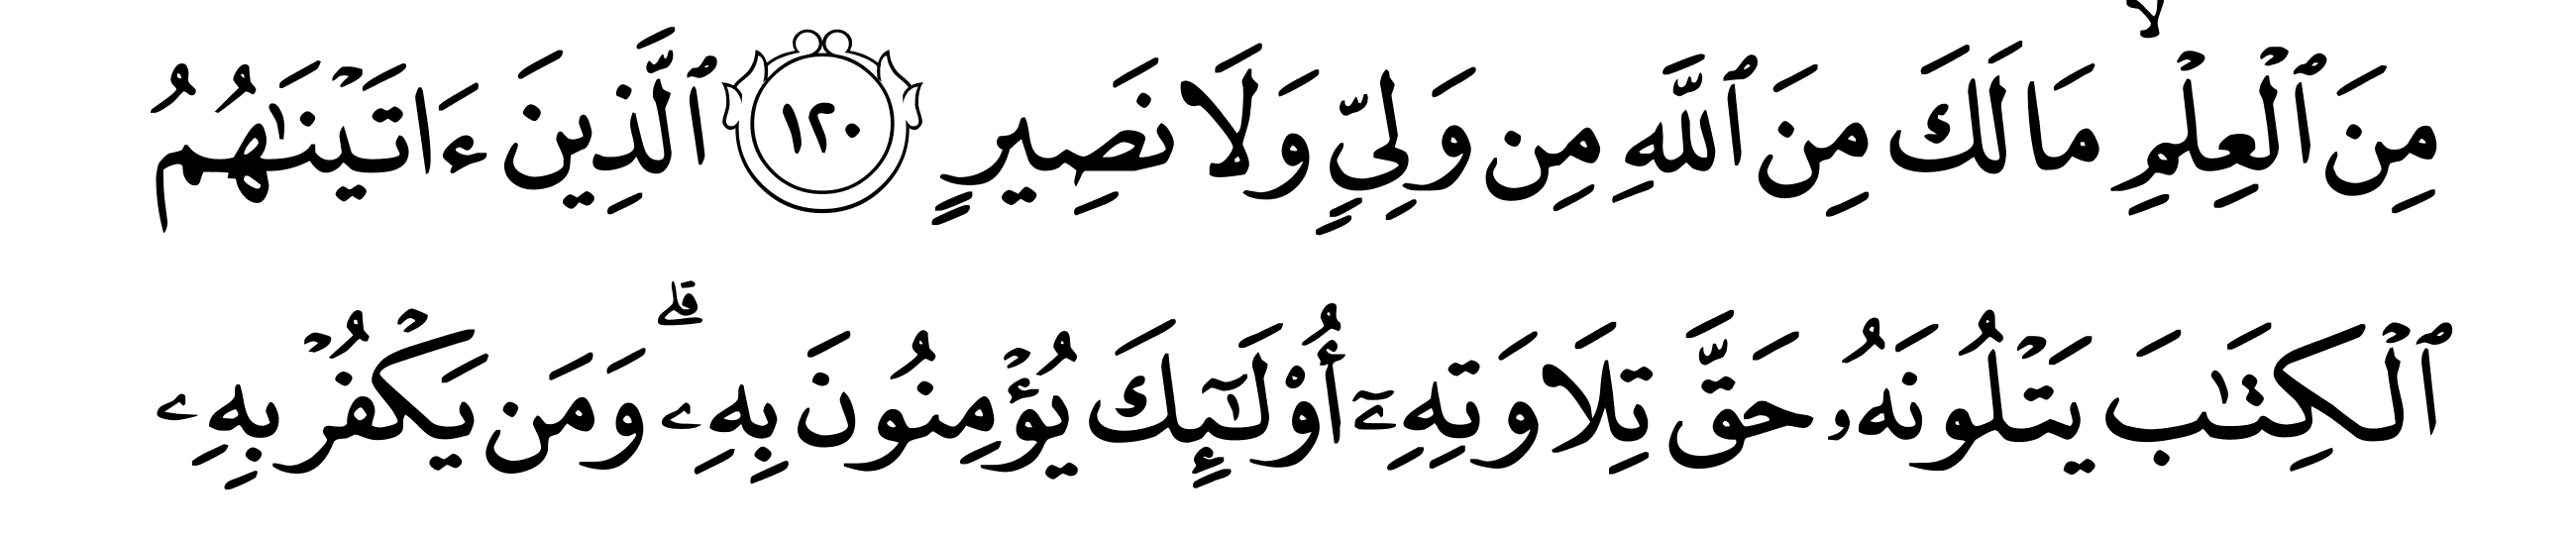 مِنَ ٱلْعِلْمِ ۙ مَا لَكَ مِنَ ٱللَّهِ مِن وَلِيٍّ وَلَا نَصِيرٍ ١٢٠ ٱلَّذِينَ ءَاتَيْنَـٰهُمُ
ٱلْكِتَـٰبَ يَتْلُونَهُۥ حَقَّ تِلَاوَتِهِۦٓ أُو۟لَـٰٓئِكَ يُؤْمِنُونَ بِهِۦ ۗ وَمَن يَكْفُرْ بِهِۦ